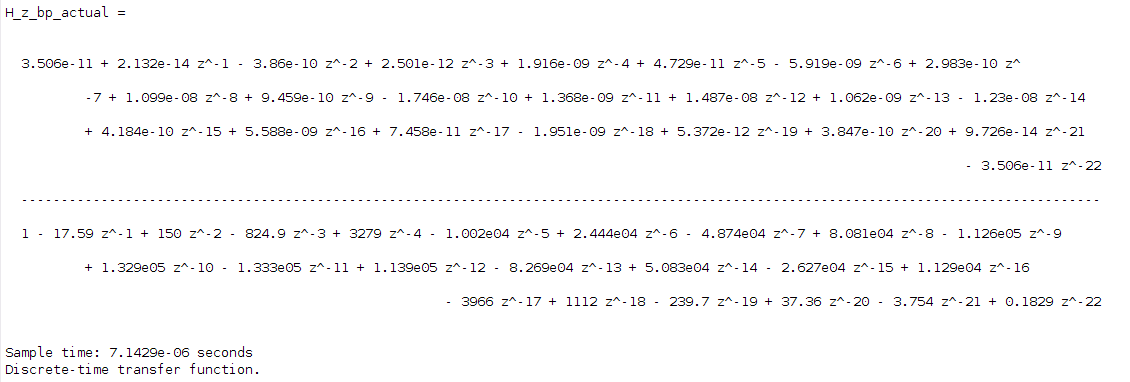 H_z_bp_actual =
3.506e-11 + 2.132e-14 z^-1 - 3.86e-10 z^-2 + 2.501e-12 z^-3 + 1.916e-09 z^-4 + 4.729e-11 z^-5 - 5.919e-09 z^-6 + 2.983e-10 z^
-7 + 1.099e-08 z^-8 + 9.459e-10 z^-9 - 1.746e-08 z^-10 + 1.368e-09 z^-11 + 1.487e-08 z^-12 + 1.062e-09 z^-13 - 1.23e-08 z^-14
+ 4.184e-10 z^-15 + 5.588e-09 z^-16 + 7.458e-11 z^-17 - 1.951e-09 z^-18 + 5.372e-12 z^-19 + 3.847e-10 z^-20 + 9.726e-14 z^-21
- 3.506e-11 z^-22
---------------------------------------------------------------------------------------------------------------------------------------
1 - 17.59 z^-1 + 150 z^-2 - 824.9 z^-3 + 3279 z^-4 - 1.002e04 z^-5 + 2.444e04 z^-6 - 4.874e04 z^-7 + 8.081e04 z^-8 - 1.126e05 z^-9
+ 1.329e05 z^-10 - 1.333e05 z^-11 + 1.139e05 z^-12 - 8.269e04 z^-13 + 5.083e04 z^-14 - 2.627e04 z^-15 + 1.129e04 z^-16
- 3966 z^-17 + 1112 z^-18 - 239.7 z^-19 + 37.36 z^-20 - 3.754 z^-21 + 0.1829 z^-22
Sample time: 7.1429e-06 seconds
Discrete-time transfer function.